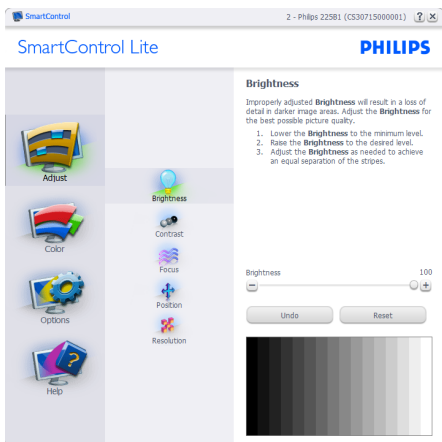 SmartControl
2 - Philips 225B1 (CS30715000001)
SmartControl Lite
PHILIPS
Adjust
Color
Options
Help
Brightness
Contrast
Focus
Position
Resolution
Brightness
Improperly adjusted Brightness will result in a loss of
detail in darker image areas. Adjust the Brightness for
the best possible picture quality.
1. Lower the Brightness to the minimum level.
2. Raise the Brightness to the desired level.
3. Adjust the Brightness as needed to achieve
an equal separation of the stripes.
Brightness 100
Undo Reset